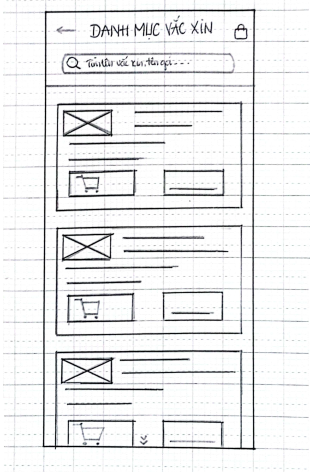 DANH MỤC VẮC XIN
Tìm tên vắc xin, tên gói...